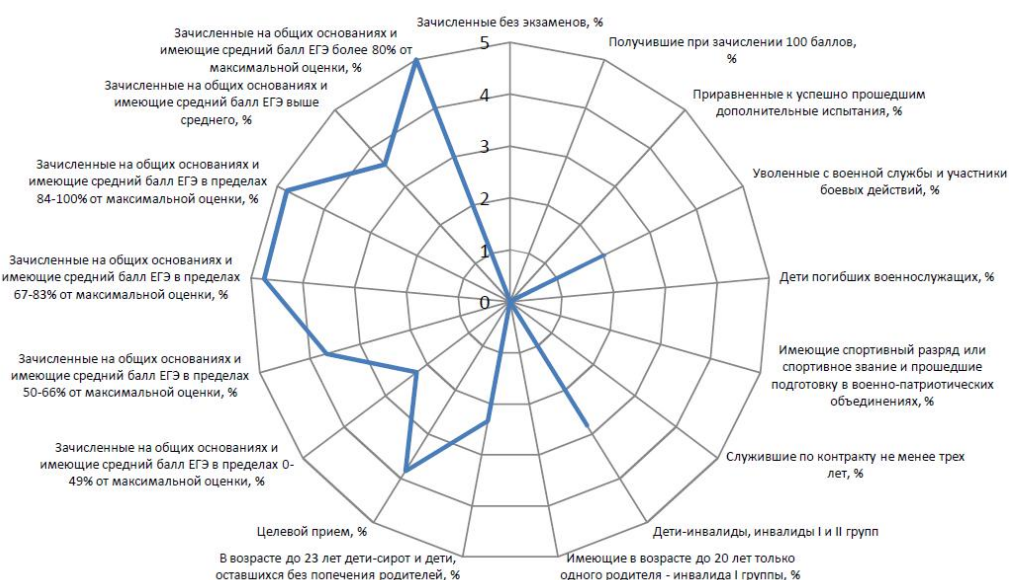 Зачисленные без экзаменов, %
Получившие при зачислении 100 баллов,
%
Приравненные к успешно прошедшим
дополнительные испытания, %
Уволенные с военной службы и участники
боевых действий, %
Дети погибших военнослужащих, %
Имеющие спортивный разряд или
спортивное звание и прошедшие
подготовку в военно-патриотических
объединениях, %
Служившие по контракту не менее трех
лет, %
Дети-инвалиды, инвалиды I и II групп
Имеющие в возрасте до 20 лет только
одного родителя - инвалида I группы, %
В возрасте до 23 лет дети-сирот и дети,
оставшихся без попечения родителей, %
Целевой прием, %
Зачисленные на общих основаниях и
имеющие средний балл ЕГЭ в пределах 0-
49% от максимальной оценки, %
Зачисленные на общих основаниях и
имеющие средний балл ЕГЭ в пределах
50-66% от максимальной оценки, %
Зачисленные на общих основаниях и
имеющие средний балл ЕГЭ в пределах
67-83% от максимальной оценки, %
Зачисленные на общих основаниях и
имеющие средний балл ЕГЭ в пределах
84-100% от максимальной оценки, %
Зачисленные на общих основаниях и
имеющие средний балл ЕГЭ выше
среднего, %
Зачисленные на общих основаниях и
имеющие средний балл ЕГЭ более 80% от
максимальной оценки, %
5
4
3
2
1
0